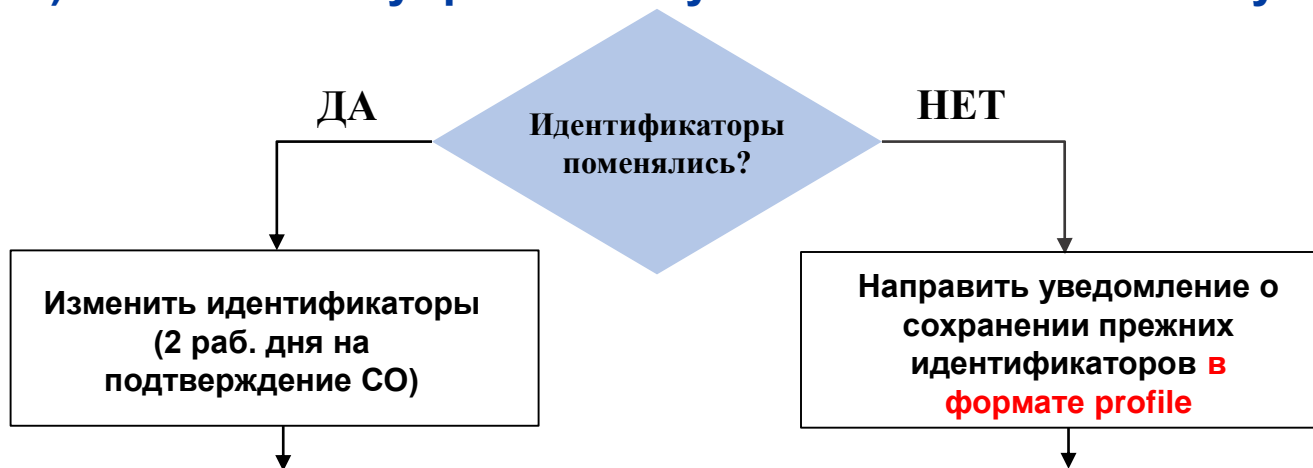 ДА
НЕТ
Идентификаторы
поменялись?
Изменить идентификаторы
(2 раб. дня на
подтверждение СО)
Направить уведомление о
сохранении прежних
идентификаторов в
формате profile